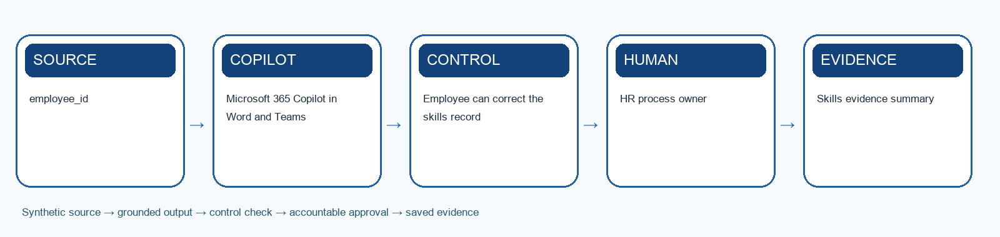 SOURCE
employee_id
→
COPILOT
Microsoft 365 Copilot in
Word and Teams
→
CONTROL
Employee can correct the
skills record
→
HUMAN
HR process owner
→
EVIDENCE
Skills evidence summary
Synthetic source → grounded output → control check → accountable approval → saved evidence